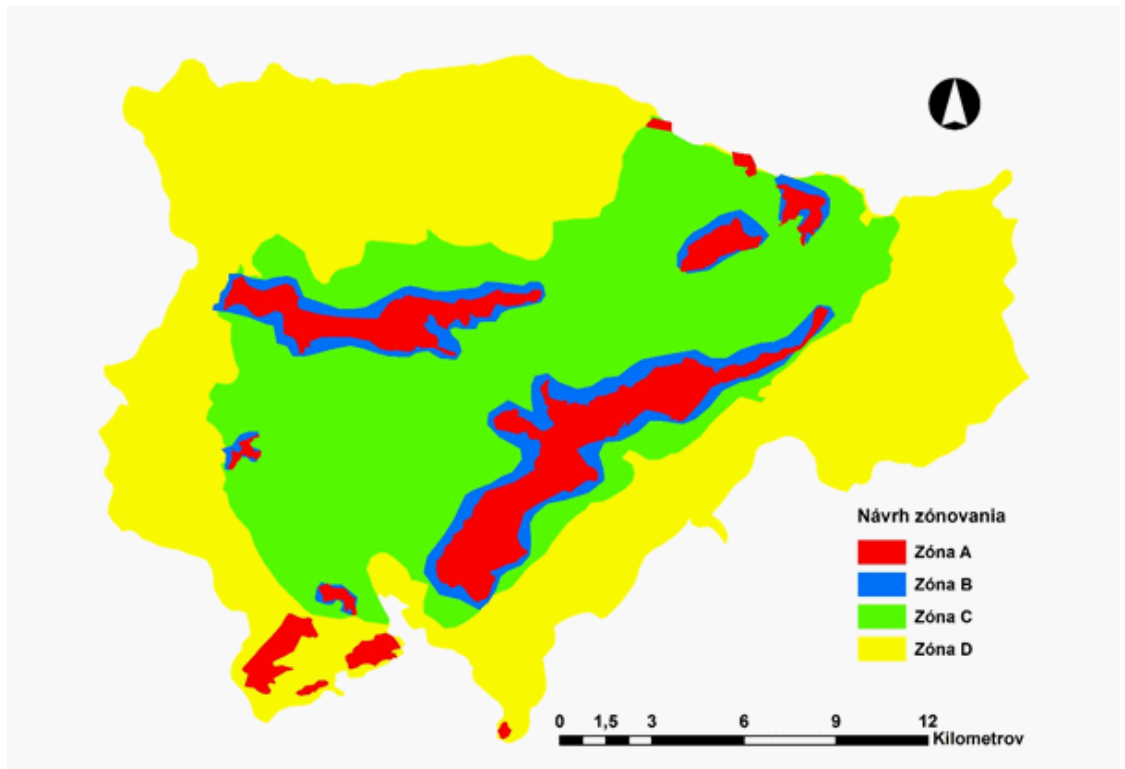 Návrh zónovania
Zóna A
Zóna B
Zóna C
Zóna D
0 1,5 3 6 9 12
Kilometrov